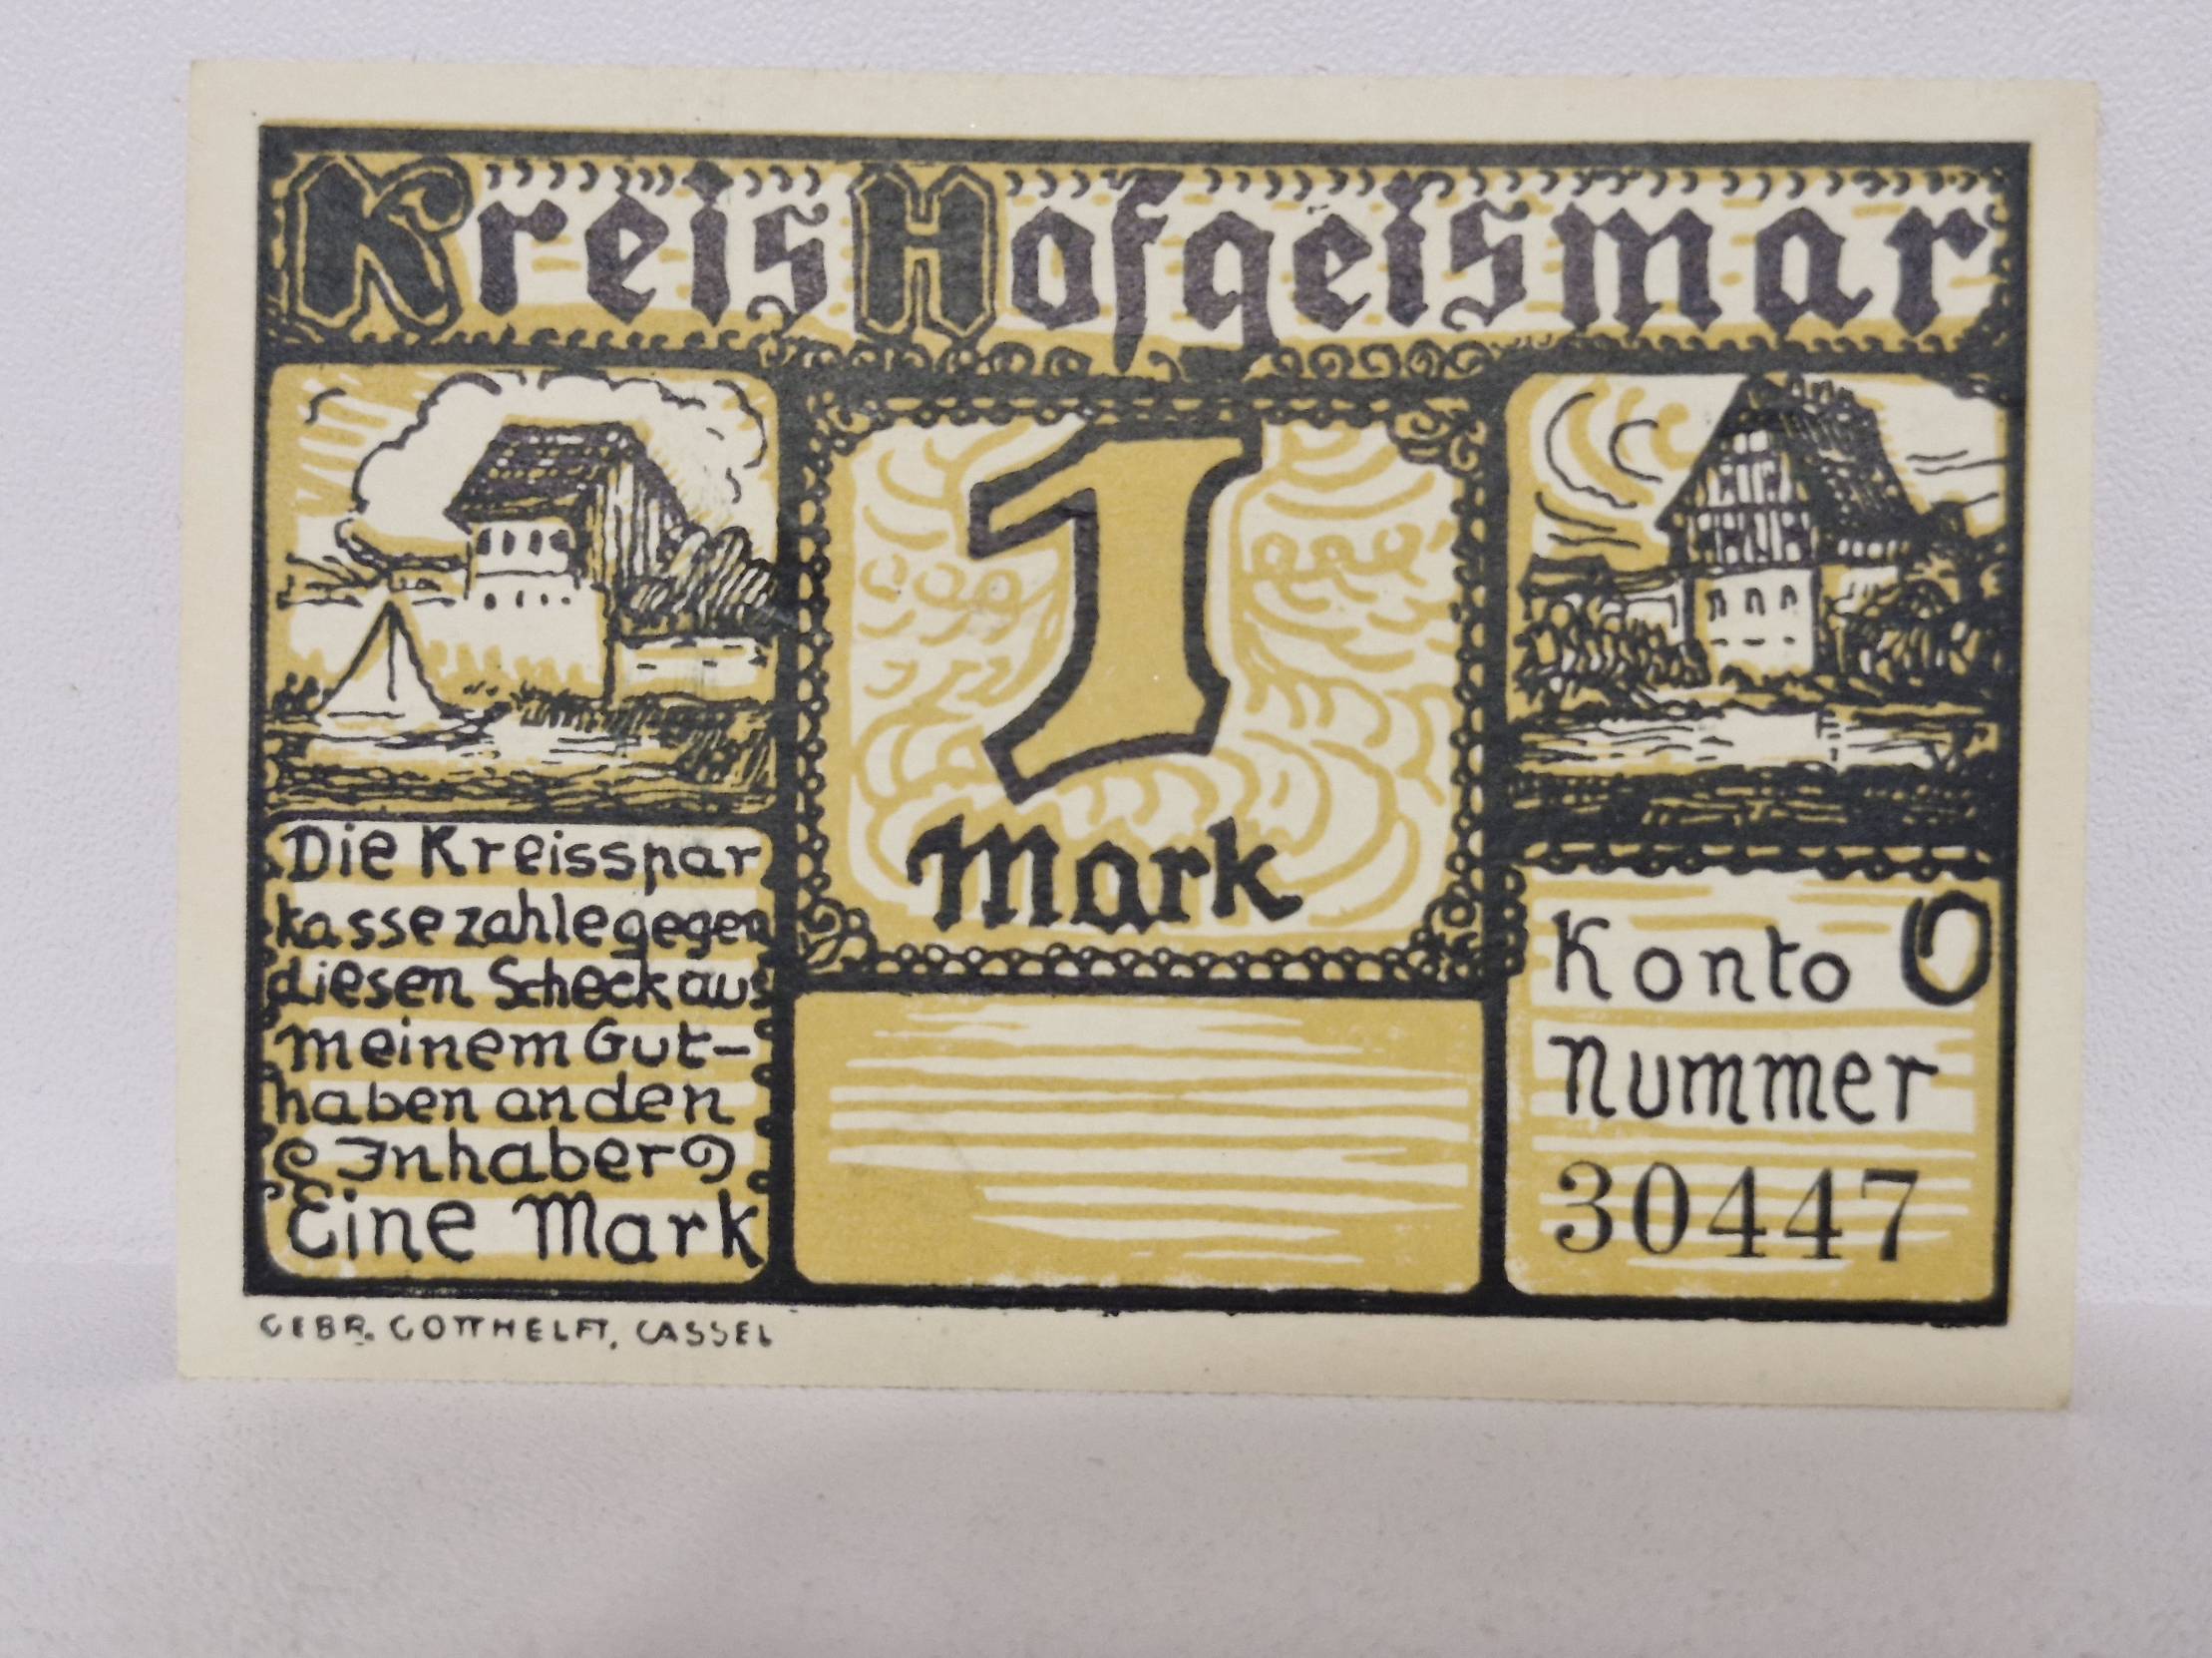 Kreis Hofgeismar
1
Mark
Die Kreisspar
kasse zahle gegen
diesen Scheck aus
meinem Gut-
haben an den
Inhaber
Eine Mark
Konto O
Nummer
30447
GEBR. GOTTHELFT, CASSEL